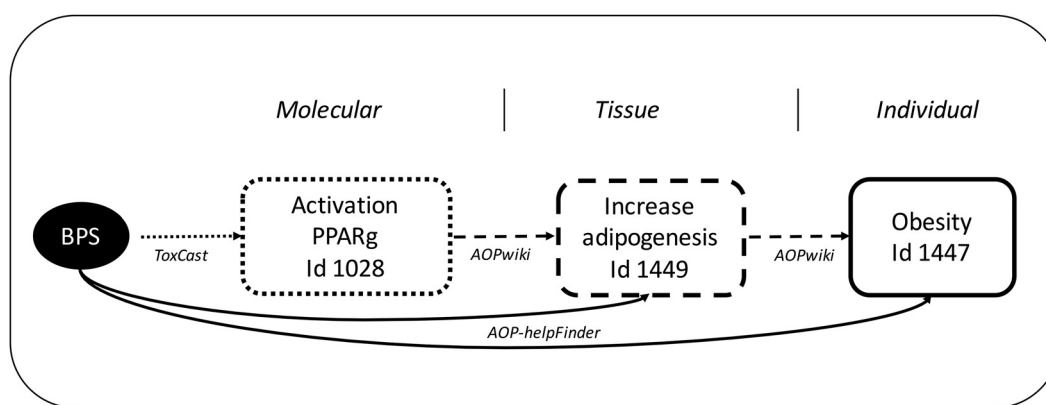 Molecular
Tissue
Individual
BPS
ToxCast
Activation
PPARg
Id 1028
AOPwiki
Increase
adipogenesis
Id 1449
AOPwiki
Obesity
Id 1447
AOP-helpFinder